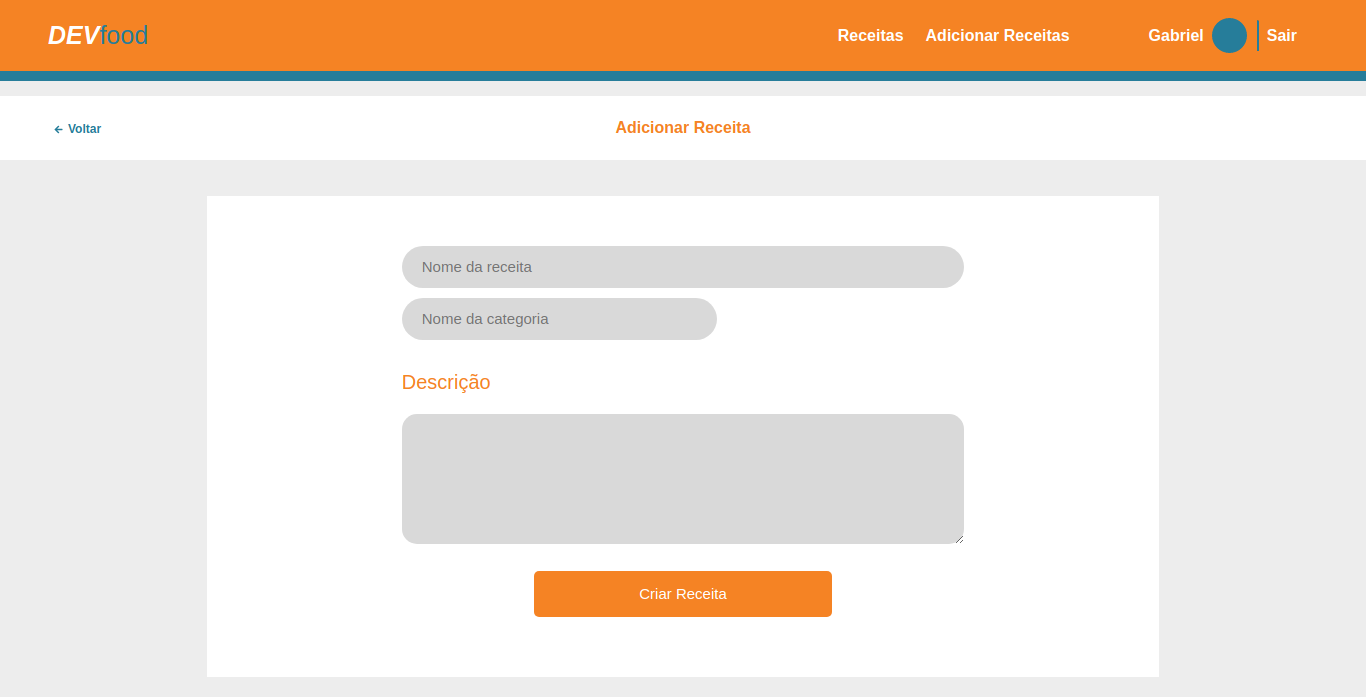 DEVfood Receitas Adicionar Receitas Gabriel Sair
← Voltar Adicionar Receita
Nome da receita
Nome da categoria
Descrição
Criar Receita